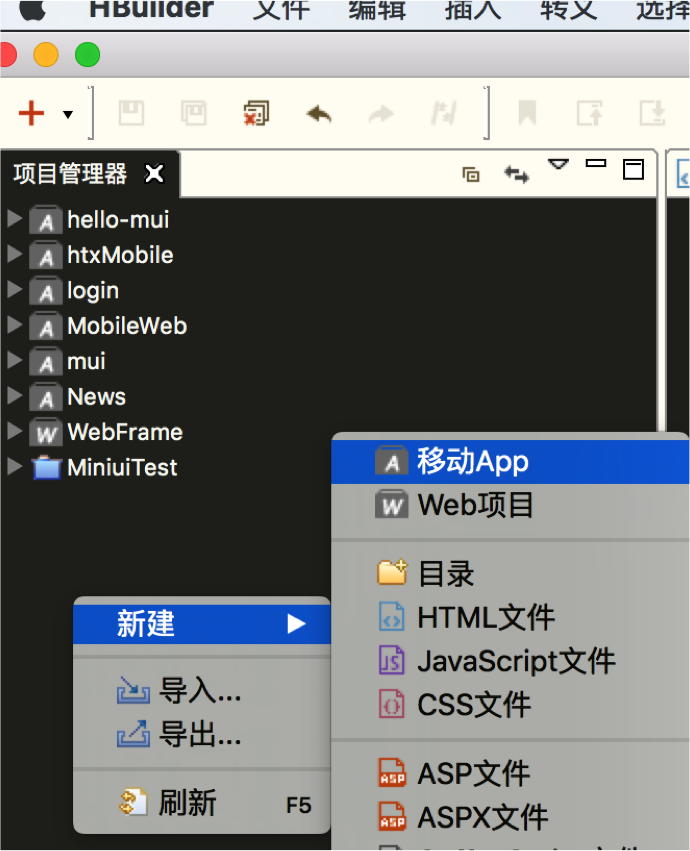 HBuilder 文件 编辑 插入 转义 选择
项目管理器
hello-mui
htxMobile
login
MobileWeb
mui
News
WebFrame
MiniuiTest
新建
导入...
导出...
刷新 F5
移动App
Web项目
目录
HTML文件
JavaScript文件
CSS文件
ASP文件
ASPX文件